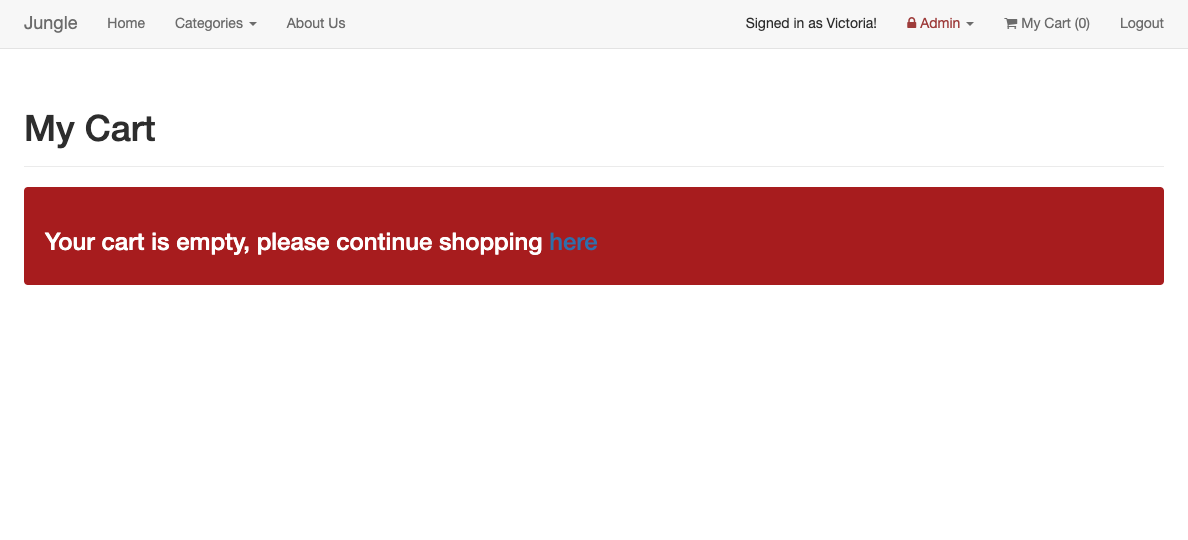 Jungle Home Categories About Us Signed in as Victoria! Admin My Cart (0) Logout
My Cart
Your cart is empty, please continue shopping here